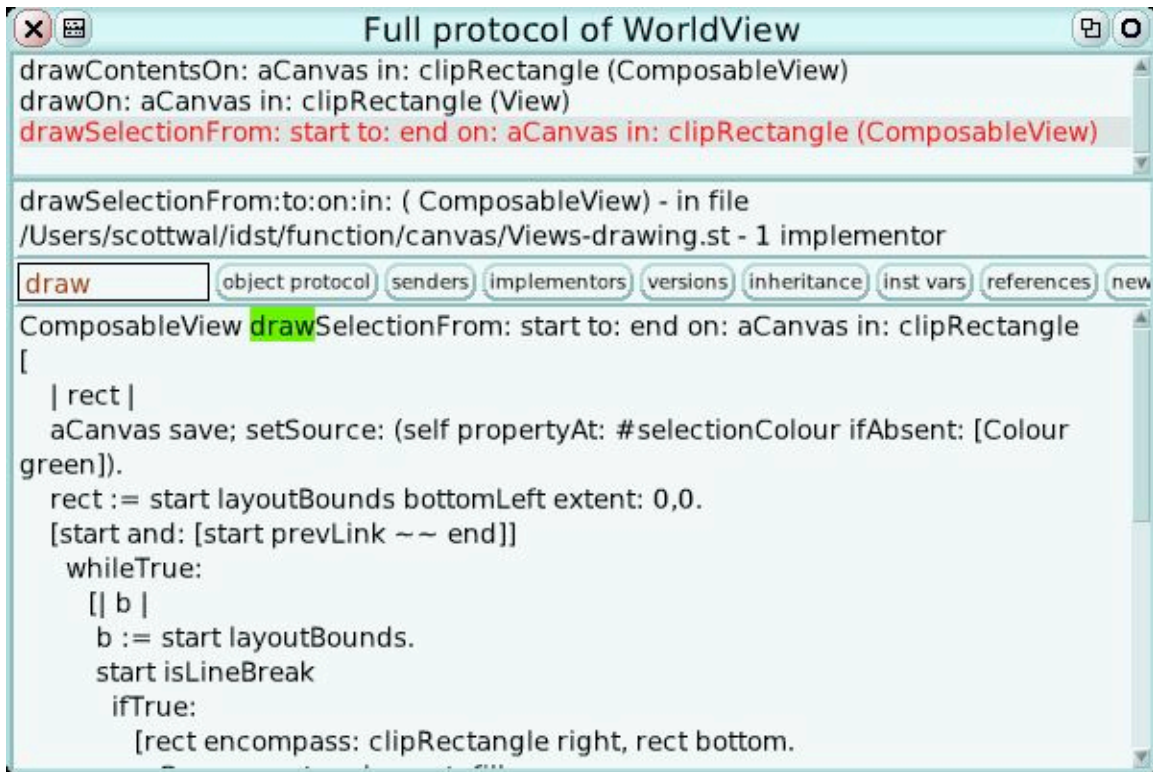 Full protocol of WorldView
drawContentsOn: aCanvas in: clipRectangle (ComposableView)
drawOn: aCanvas in: clipRectangle (View)
drawSelectionFrom: start to: end on: aCanvas in: clipRectangle (ComposableView)
drawSelectionFrom:to:on:in: ( ComposableView) - in file
/Users/scottwal/idst/function/canvas/Views-drawing.st - 1 implementor
draw object protocol senders implementors versions inheritance inst vars references new
ComposableView drawSelectionFrom: start to: end on: aCanvas in: clipRectangle
[
| rect |
aCanvas save; setSource: (self propertyAt: #selectionColour ifAbsent: [Colour
green]).
rect := start layoutBounds bottomLeft extent: 0,0.
[start and: [start prevLink ~~ end]]
whileTrue:
[| b |
b := start layoutBounds.
start isLineBreak
ifTrue:
[rect encompass: clipRectangle right, rect bottom.